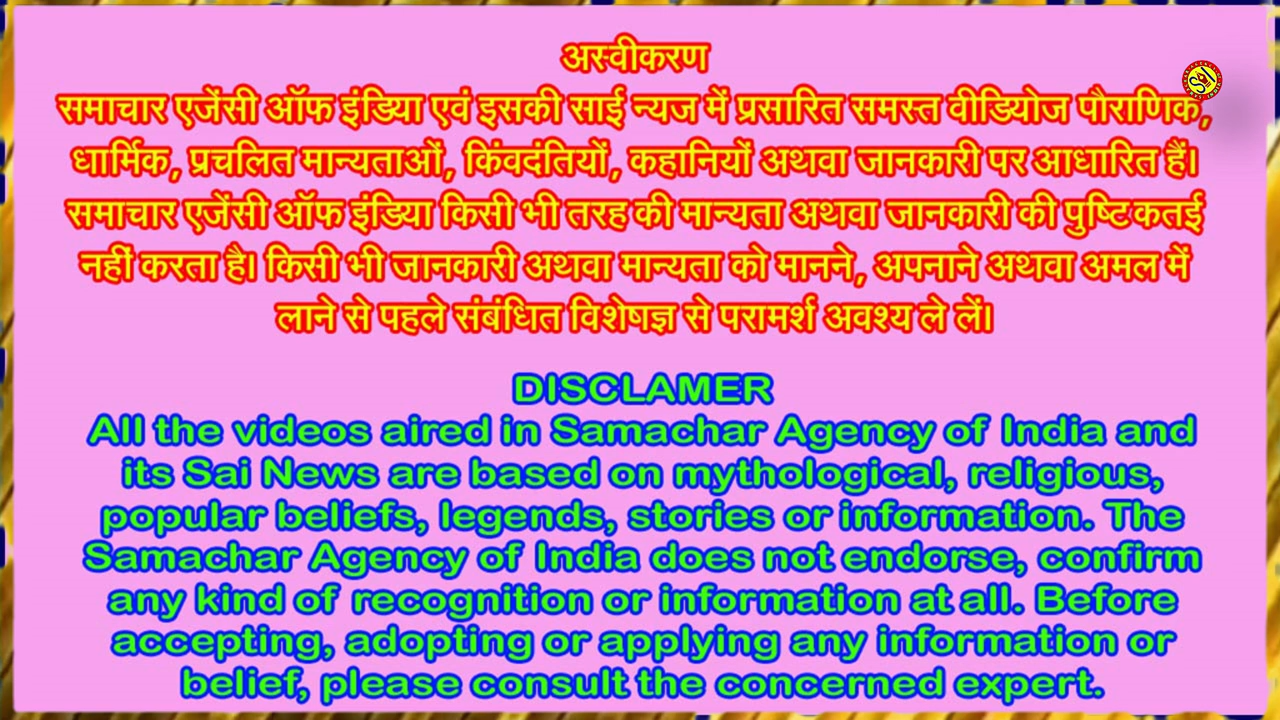 अस्वीकरण
SAI
समाचार एजेंसी ऑफ इंडिया एवं इसकी साई न्यज में प्रसारित समस्त वीडियोज पौराणिक,
धार्मिक, प्रचलित मान्यताओं, किंवदंतियों, कहानियों अथवा जानकारी पर आधारित हैं।
समाचार एजेंसी ऑफ इंडिया किसी भी तरह की मान्यता अथवा जानकारी की पुष्टि कतई
नहीं करता है। किसी भी जानकारी अथवा मान्यता को मानने, अपनाने अथवा अमल में
लाने से पहले संबंधित विशेषज्ञ से परामर्श अवश्य ले लें।
DISCLAMER
All the videos aired in Samachar Agency of India and
its Sai News are based on mythological, religious,
popular beliefs, legends, stories or information. The
Samachar Agency of India does not endorse, confirm
any kind of recognition or information at all. Before
accepting, adopting or applying any information or
belief, please consult the concerned expert.